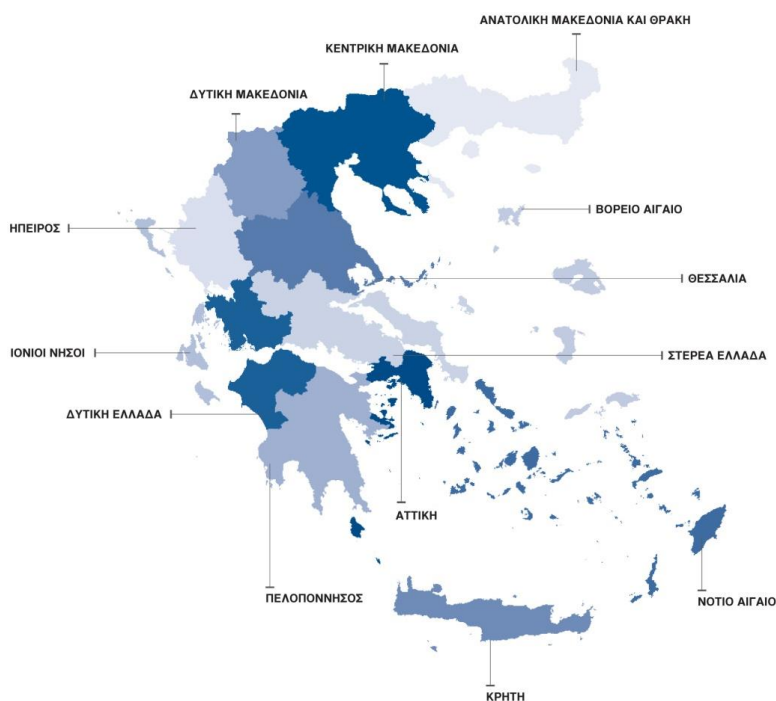 ΑΝΑΤΟΛΙΚΗ ΜΑΚΕΔΟΝΙΑ ΚΑΙ ΘΡΑΚΗ
ΚΕΝΤΡΙΚΗ ΜΑΚΕΔΟΝΙΑ
ΔΥΤΙΚΗ ΜΑΚΕΔΟΝΙΑ
ΒΟΡΕΙΟ ΑΙΓΑΙΟ
ΗΠΕΙΡΟΣ
ΘΕΣΣΑΛΙΑ
ΙΟΝΙΟΙ ΝΗΣΟΙ
ΣΤΕΡΕΑ ΕΛΛΑΔΑ
ΔΥΤΙΚΗ ΕΛΛΑΔΑ
ΑΤΤΙΚΗ
ΠΕΛΟΠΟΝΝΗΣΟΣ
ΝΟΤΙΟ ΑΙΓΑΙΟ
ΚΡΗΤΗ